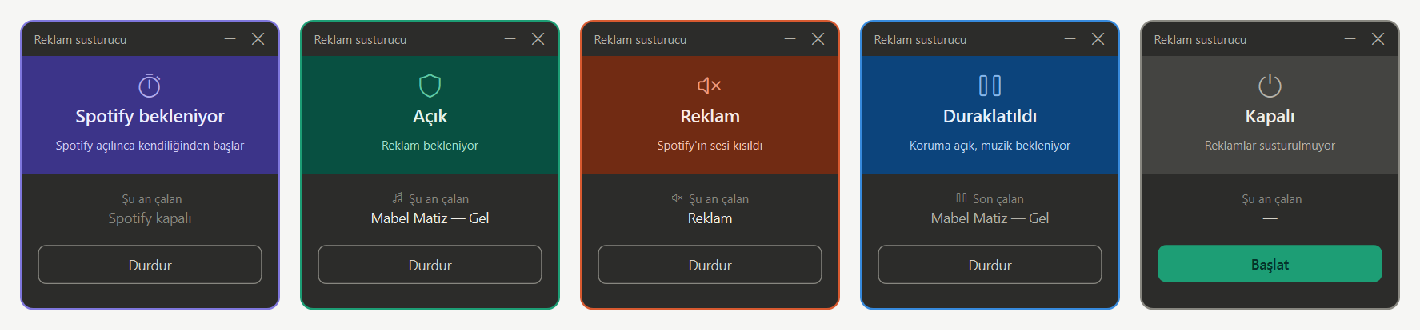 Reklam susturucu
Spotify bekleniyor
Spotify açılınca kendiliğinden başlar
Şu an çalan
Spotify kapalı
Durdur
Reklam susturucu
Açık
Reklam bekleniyor
Şu an çalan
Mabel Matiz — Gel
Durdur
Reklam susturucu
Reklam
Spotify'ın sesi kısıldı
Şu an çalan
Reklam
Durdur
Reklam susturucu
Duraklatıldı
Koruma açık, müzik bekleniyor
Son çalan
Mabel Matiz — Gel
Durdur
Reklam susturucu
Kapalı
Reklamlar susturulmuyor
Şu an çalan
—
Başlat